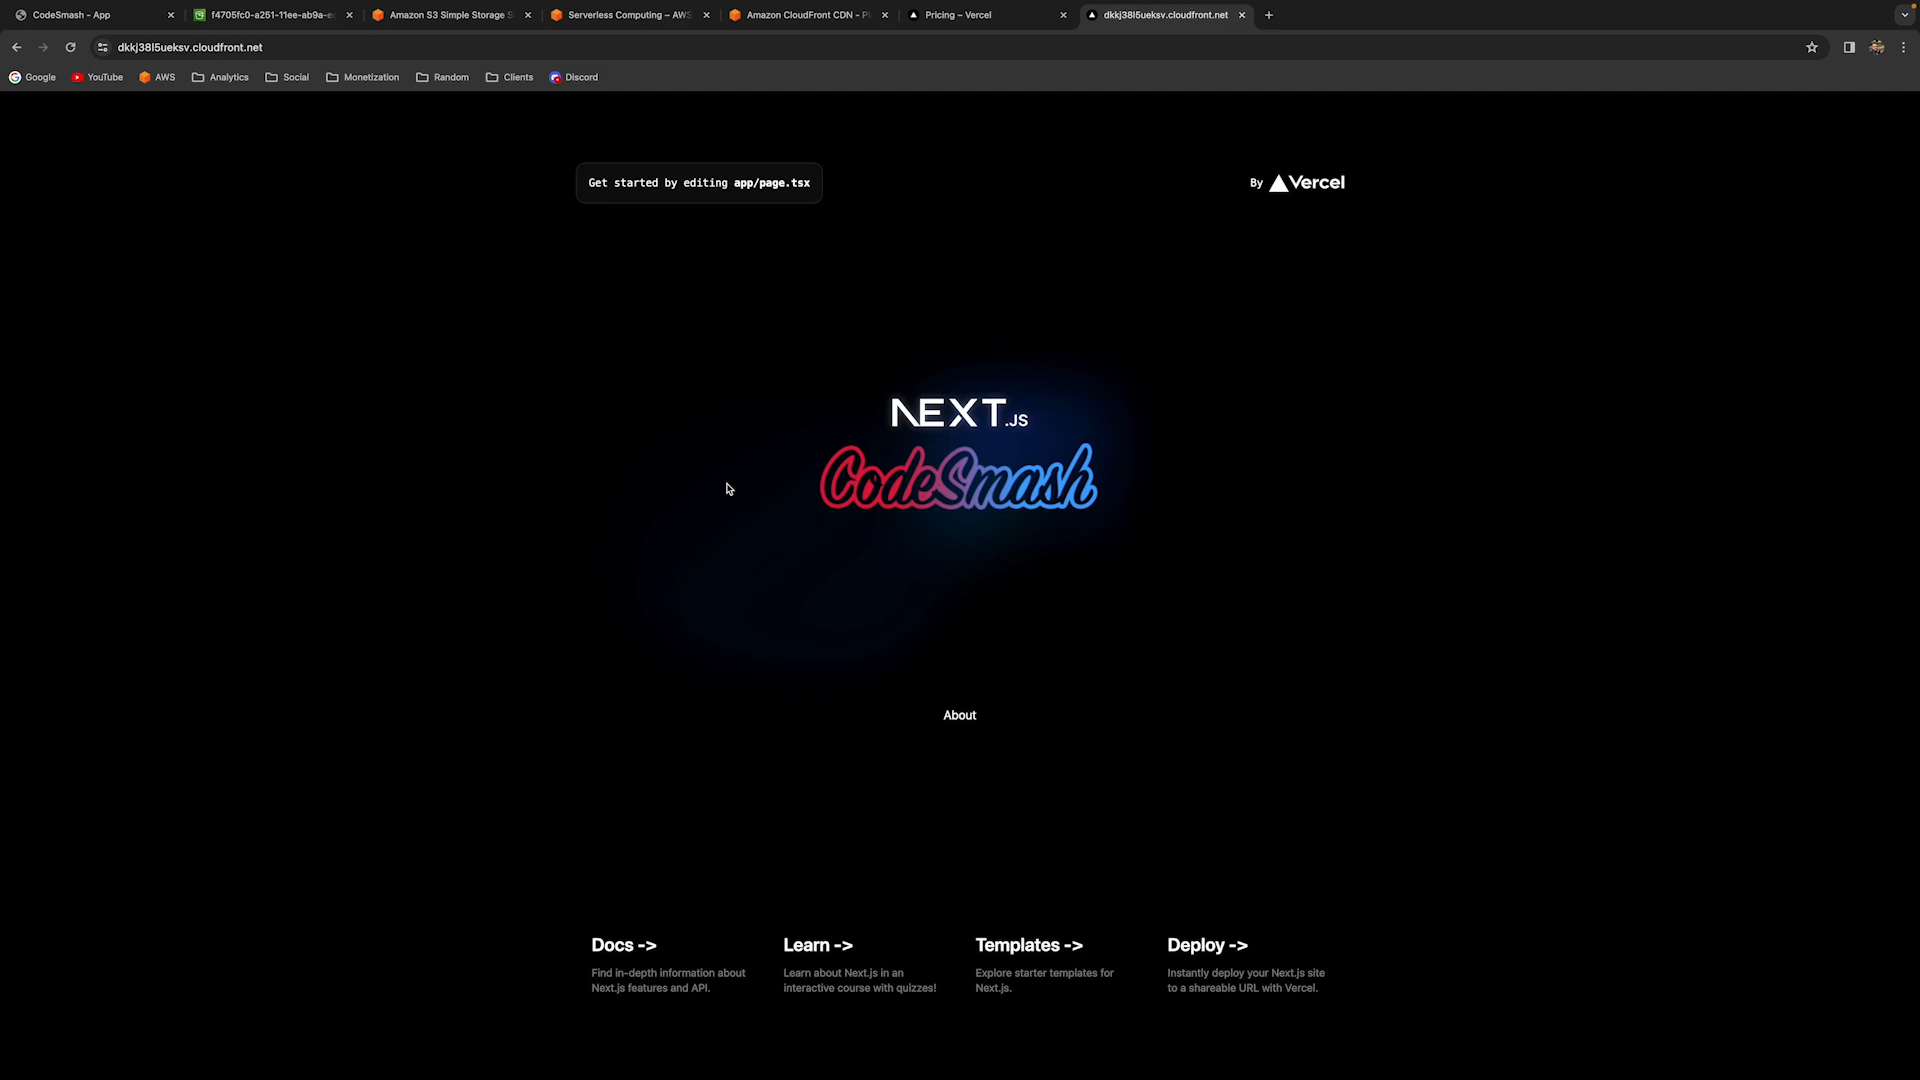 CodeSmash - App
f4705fc0-a251-11ee-ab9a-e
Amazon S3 Simple Storage S
Serverless Computing – AWS
Amazon CloudFront CDN - P
Pricing – Vercel
dkkj38l5ueksv.cloudfront.net
dkkj38l5ueksv.cloudfront.net
Google
YouTube
AWS
Analytics
Social
Monetization
Random
Clients
Discord
Get started by editing app/page.tsx
By Vercel
NEXT.JS
CodeSmash
About
Docs ->
Find in-depth information about
Next.js features and API.
Learn ->
Learn about Next.js in an
interactive course with quizzes!
Templates ->
Explore starter templates for
Next.js.
Deploy ->
Instantly deploy your Next.js site
to a shareable URL with Vercel.